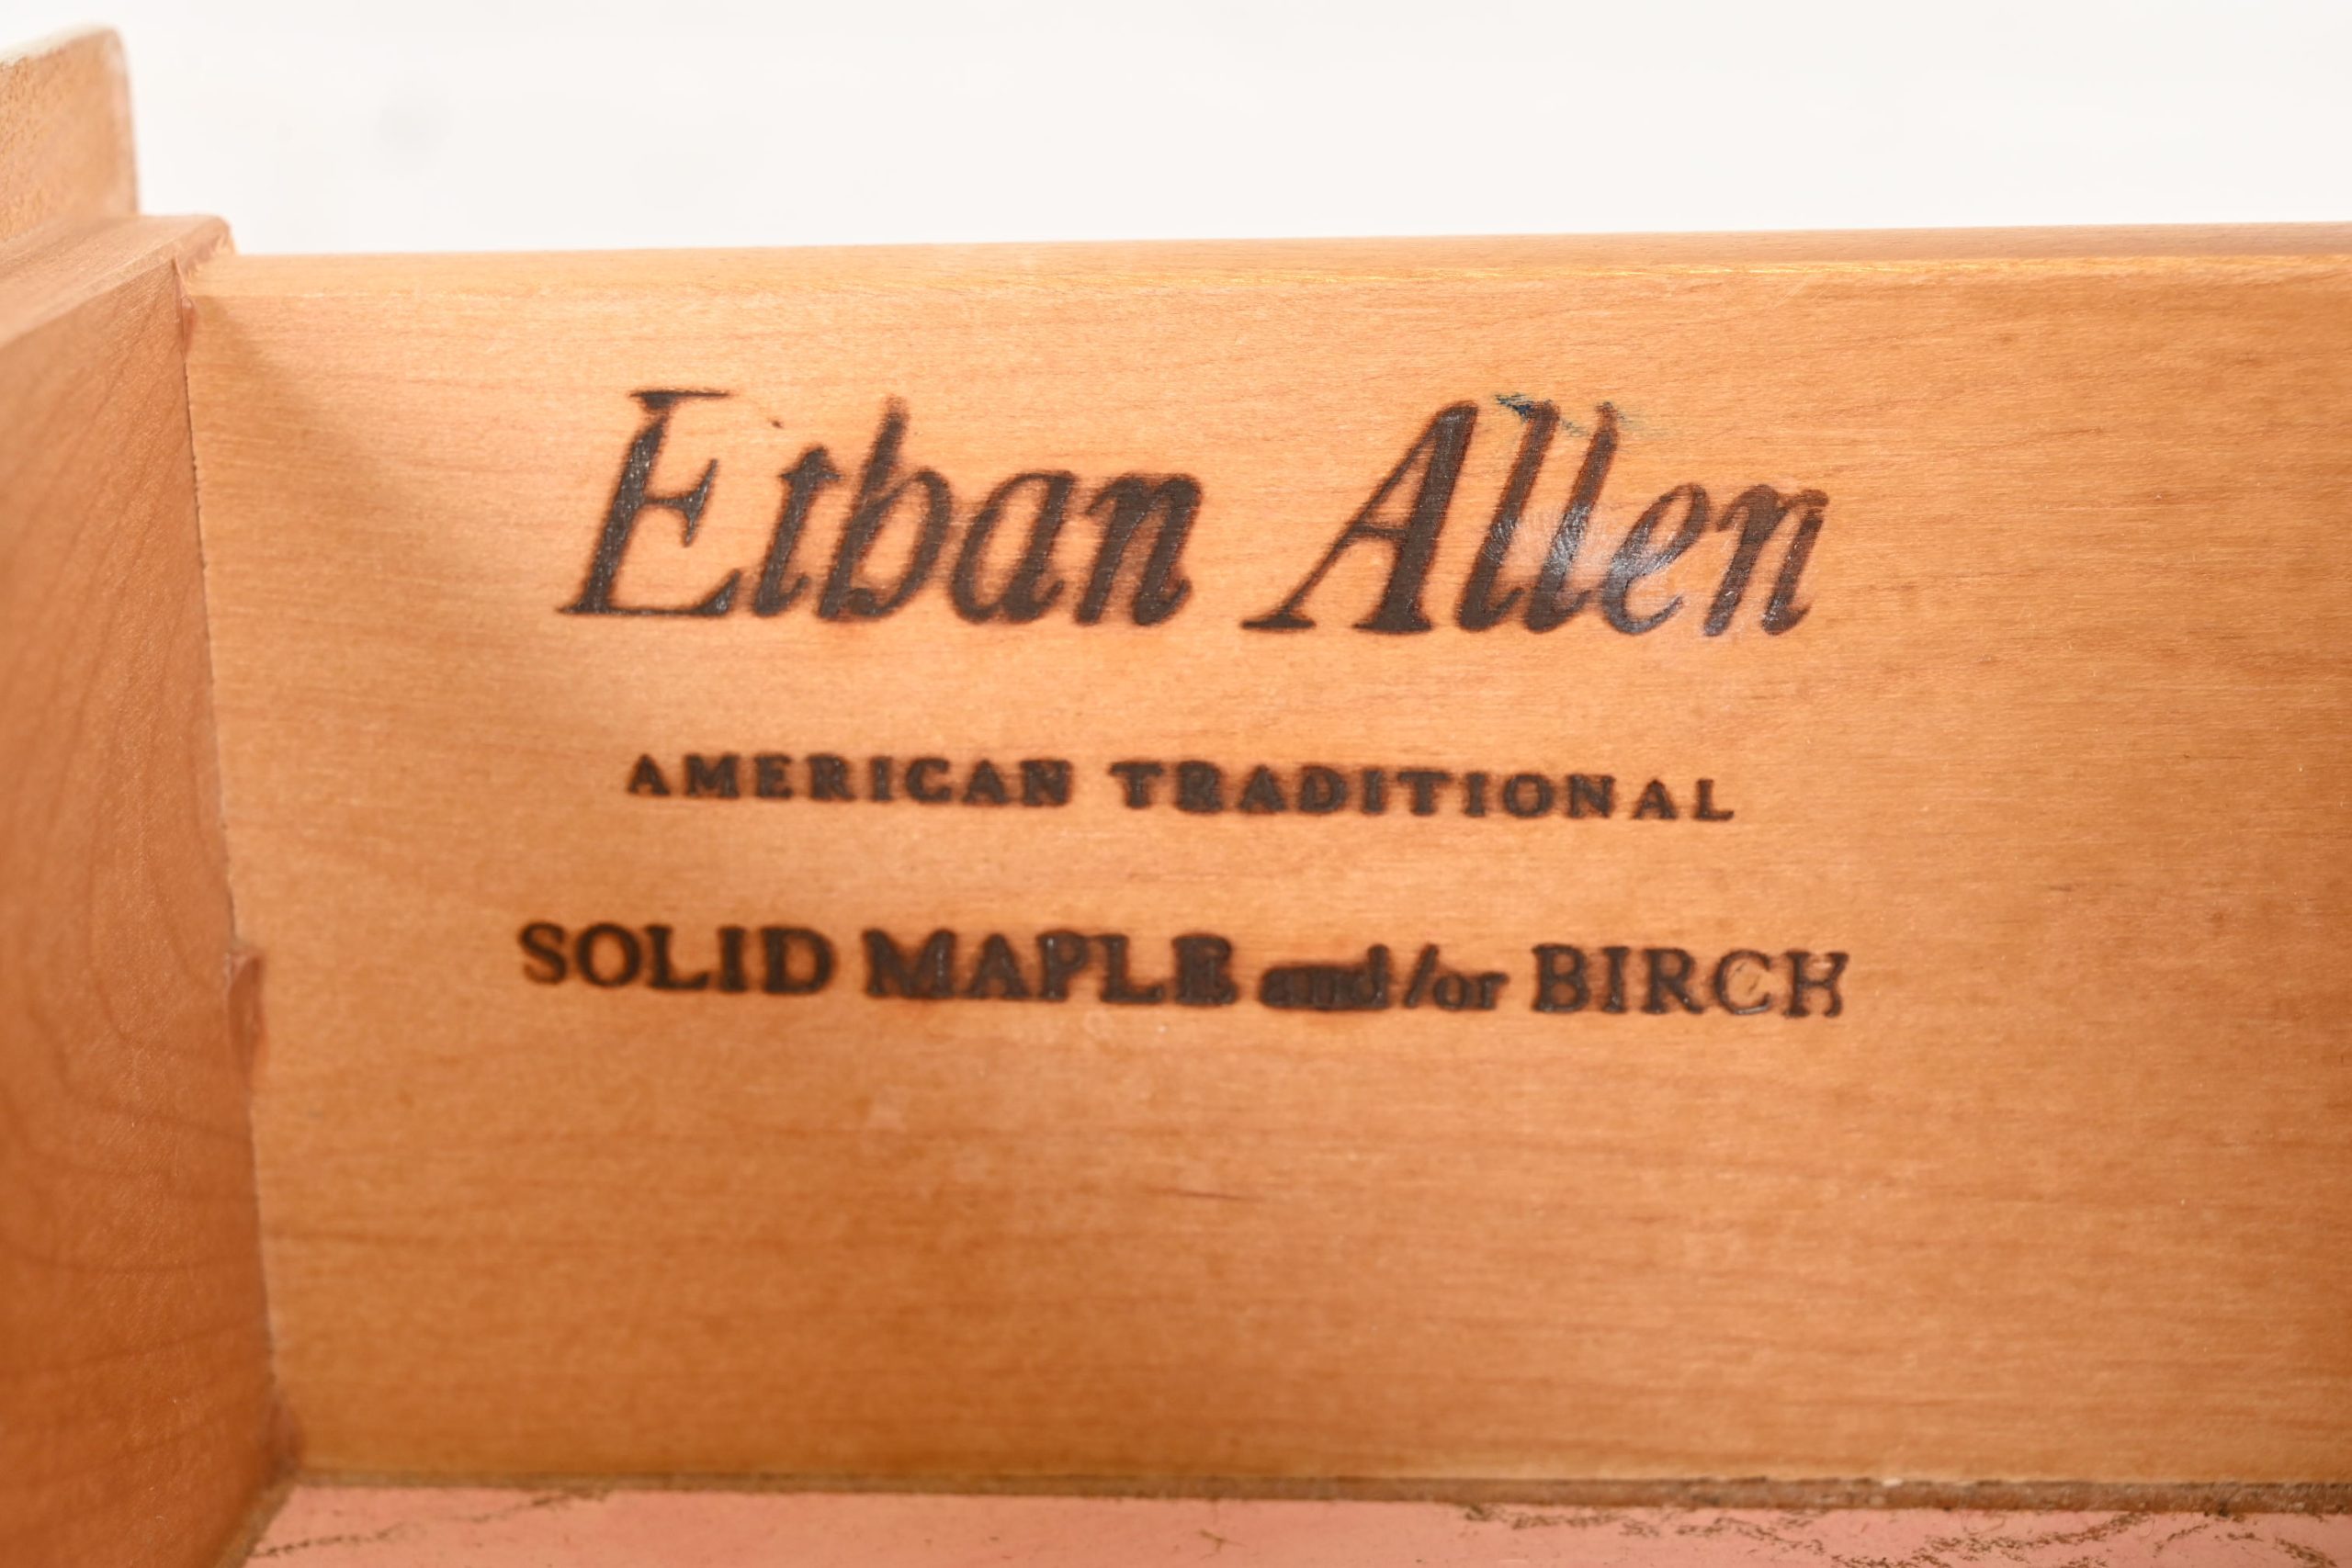 Ethan Allen
AMERICAN TRADITIONAL
SOLID MAPLE and/or BIRCH